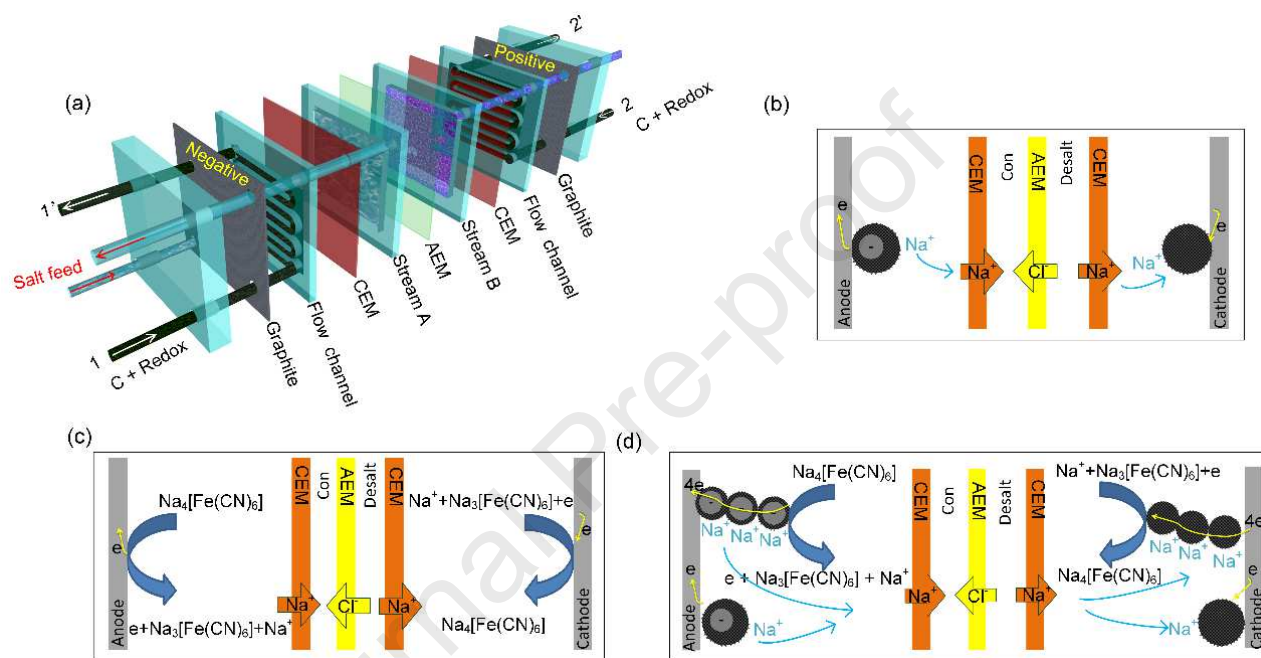 (a)
Negative
Positive
1'
2'
Salt feed
1
C + Redox
2
C + Redox
Graphite
Flow channel
CEM
Stream A
AEM
Stream B
CEM
Flow channel
Graphite
(b)
Anode
e
-
Na⁺
CEM
Con
AEM
Desalt
CEM
Na⁺
Cl⁻
Na⁺
Na⁺
e
Cathode
(c)
Anode
e
Na₄[Fe(CN)₆]
e+Na₃[Fe(CN)₆]+Na⁺
CEM
Con
AEM
Desalt
CEM
Na⁺
Cl⁻
Na⁺
Na⁺+Na₃[Fe(CN)₆]+e
Na₄[Fe(CN)₆]
e
Cathode
(d)
Anode
4e
- - -
Na⁺ Na⁺ Na⁺
Na₄[Fe(CN)₆]
e + Na₃[Fe(CN)₆] + Na⁺
e
-
Na⁺
CEM
Con
AEM
Desalt
CEM
Na⁺
Cl⁻
Na⁺
Na⁺+Na₃[Fe(CN)₆]+e
4e
Na⁺ Na⁺ Na⁺
Na₄[Fe(CN)₆]
Na⁺
e
Cathode
rnal Pre-proof